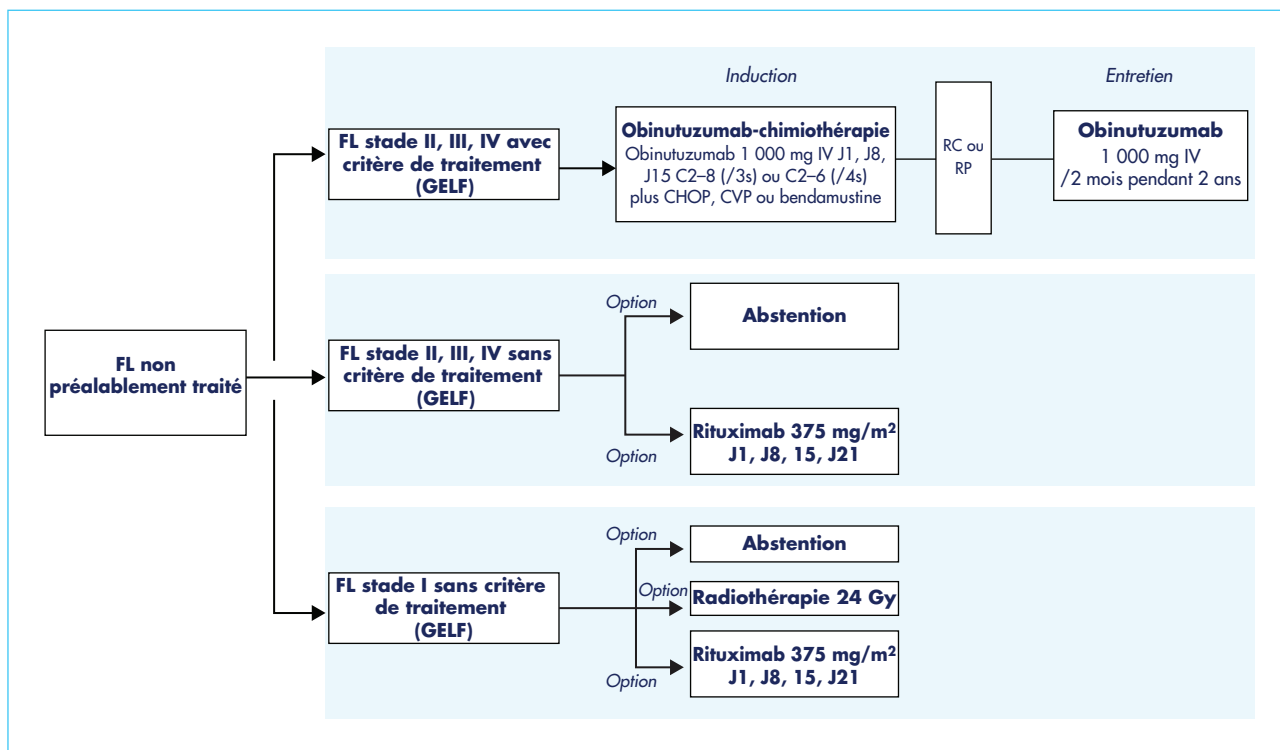 Induction
Entretien
FL stade II, III, IV avec
critère de traitement
(GELF)
Obinutuzumab-chimiothérapie
Obinutuzumab 1 000 mg IV J1, J8,
J15 C2–8 (/3s) ou C2–6 (/4s)
plus CHOP, CVP ou bendamustine
RC ou
RP
Obinutuzumab
1 000 mg IV
/2 mois pendant 2 ans
FL non
préalablement traité
FL stade II, III, IV sans
critère de traitement
(GELF)
Option
Abstention
Option
Rituximab 375 mg/m²
J1, J8, 15, J21
FL stade I sans critère
de traitement
(GELF)
Option
Abstention
Option
Radiothérapie 24 Gy
Option
Rituximab 375 mg/m²
J1, J8, 15, J21